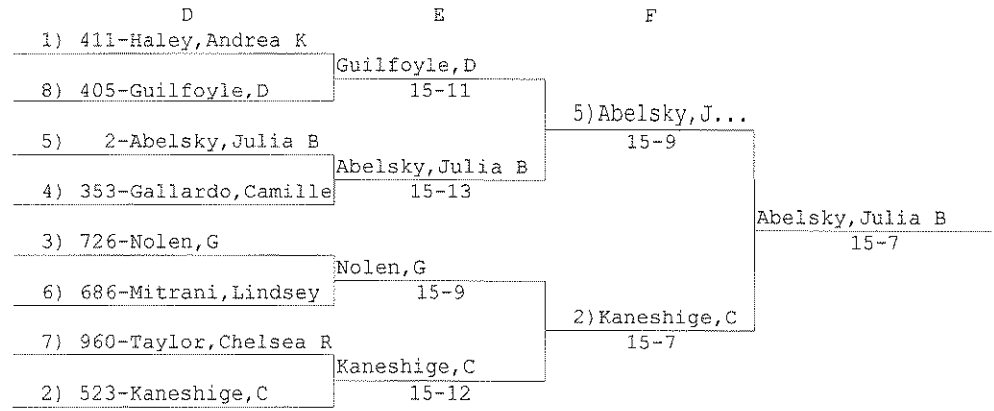 D E F
1) 411-Haley,Andrea K
Guilfoyle,D
8) 405-Guilfoyle,D
15-11
5)Abelsky,J...
5) 2-Abelsky,Julia B
15-9
Abelsky,Julia B
4) 353-Gallardo,Camille
15-13
Abelsky,Julia B
3) 726-Nolen,G
15-7
Nolen,G
6) 686-Mitrani,Lindsey
15-9
2)Kaneshige,C
7) 960-Taylor,Chelsea R
15-7
Kaneshige,C
2) 523-Kaneshige,C
15-12